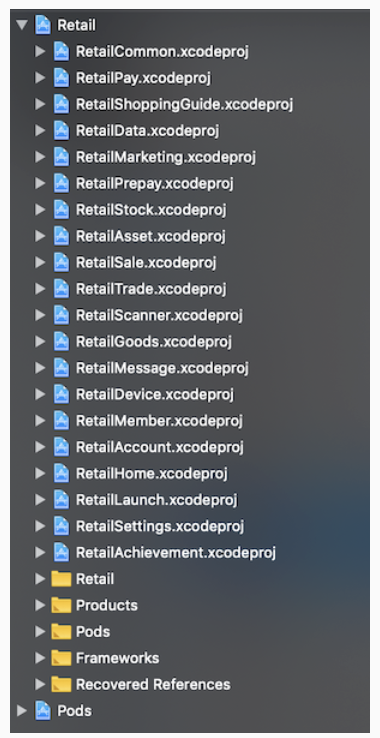 Retail
RetailCommon.xcodeproj
RetailPay.xcodeproj
RetailShoppingGuide.xcodeproj
RetailData.xcodeproj
RetailMarketing.xcodeproj
RetailPrepay.xcodeproj
RetailStock.xcodeproj
RetailAsset.xcodeproj
RetailSale.xcodeproj
RetailTrade.xcodeproj
RetailScanner.xcodeproj
RetailGoods.xcodeproj
RetailMessage.xcodeproj
RetailDevice.xcodeproj
RetailMember.xcodeproj
RetailAccount.xcodeproj
RetailHome.xcodeproj
RetailLaunch.xcodeproj
RetailSettings.xcodeproj
RetailAchievement.xcodeproj
Retail
Products
Pods
Frameworks
Recovered References
Pods